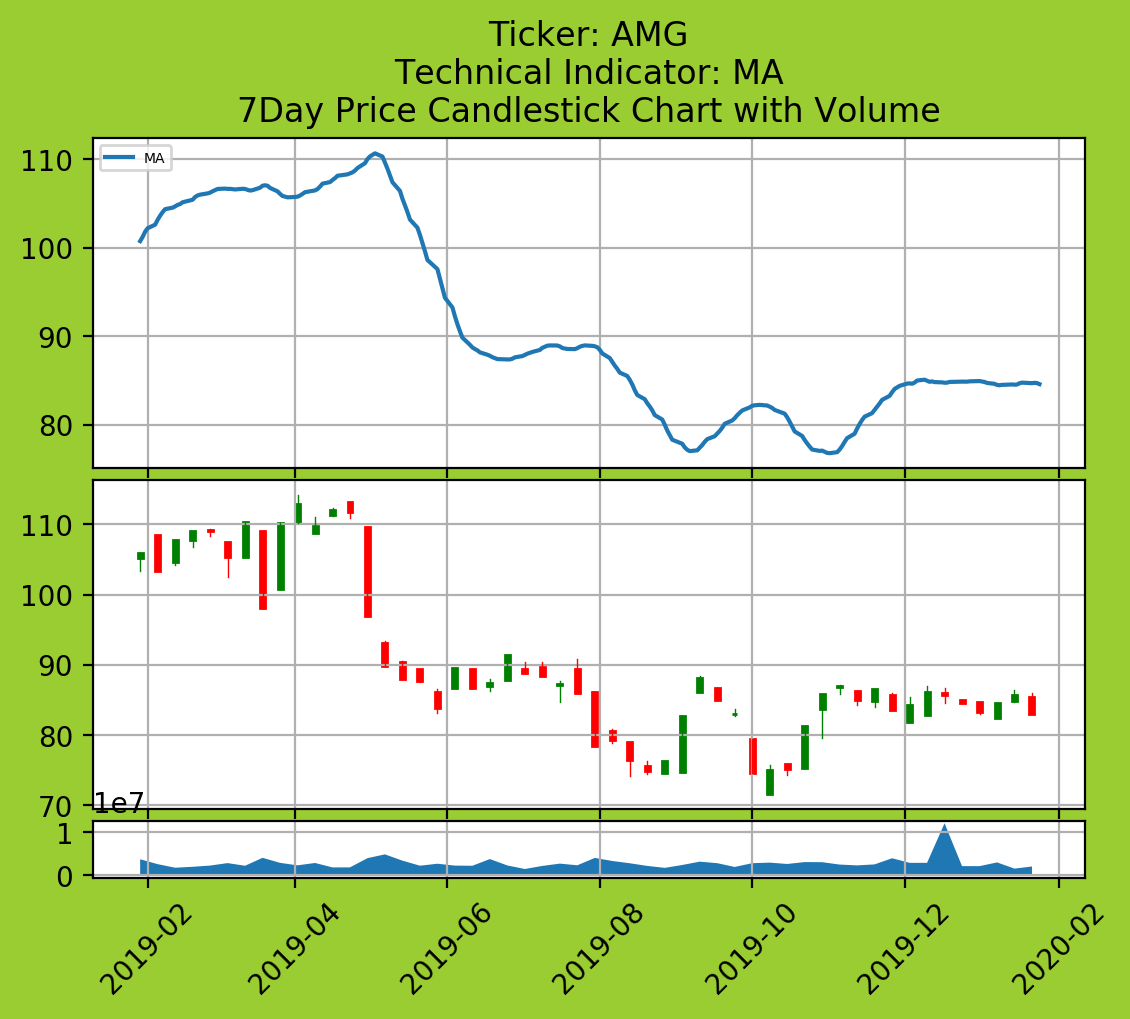 Ticker: AMG
Technical Indicator: MA
7Day Price Candlestick Chart with Volume
MA
110
100
90
80
110
100
90
80
70
1e7
1
0
2019-02 2019-04 2019-06 2019-08 2019-10 2019-12 2020-02